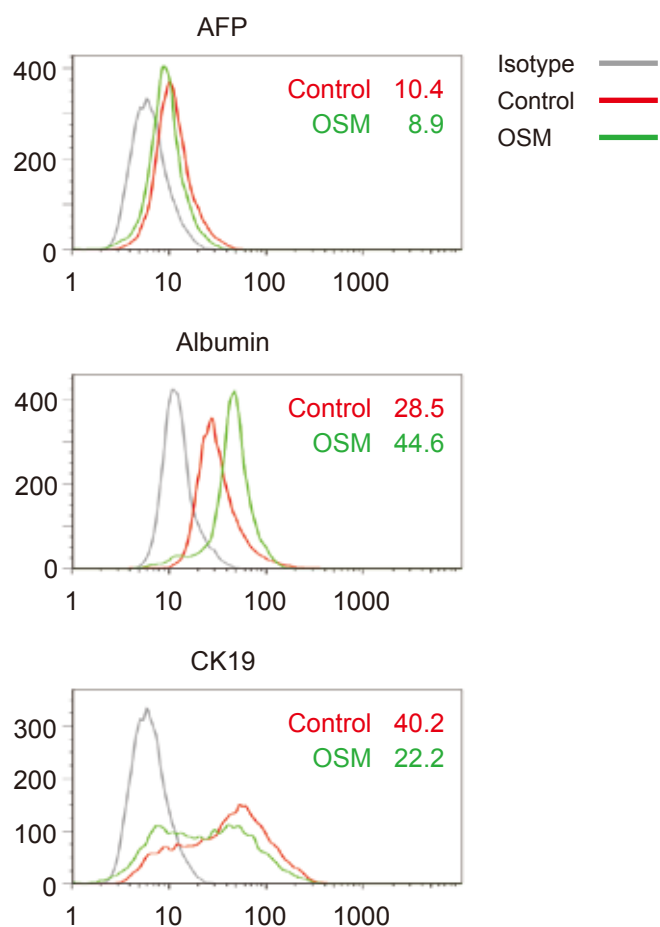 AFP
Isotype
Control
OSM
400
200
0
Control 10.4
OSM 8.9
1 10 100 1000
Albumin
400
200
0
Control 28.5
OSM 44.6
1 10 100 1000
CK19
300
200
100
0
Control 40.2
OSM 22.2
1 10 100 1000